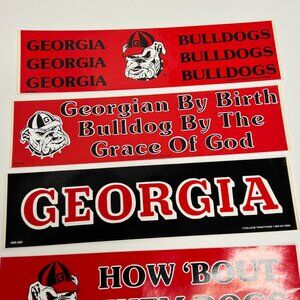 GEORGIA BULLDOGS
GEORGIA BULLDOGS
GEORGIA BULLDOGS
Georgian By Birth
Bulldog By The
Grace Of God
GEORGIA
HOW 'BOUT